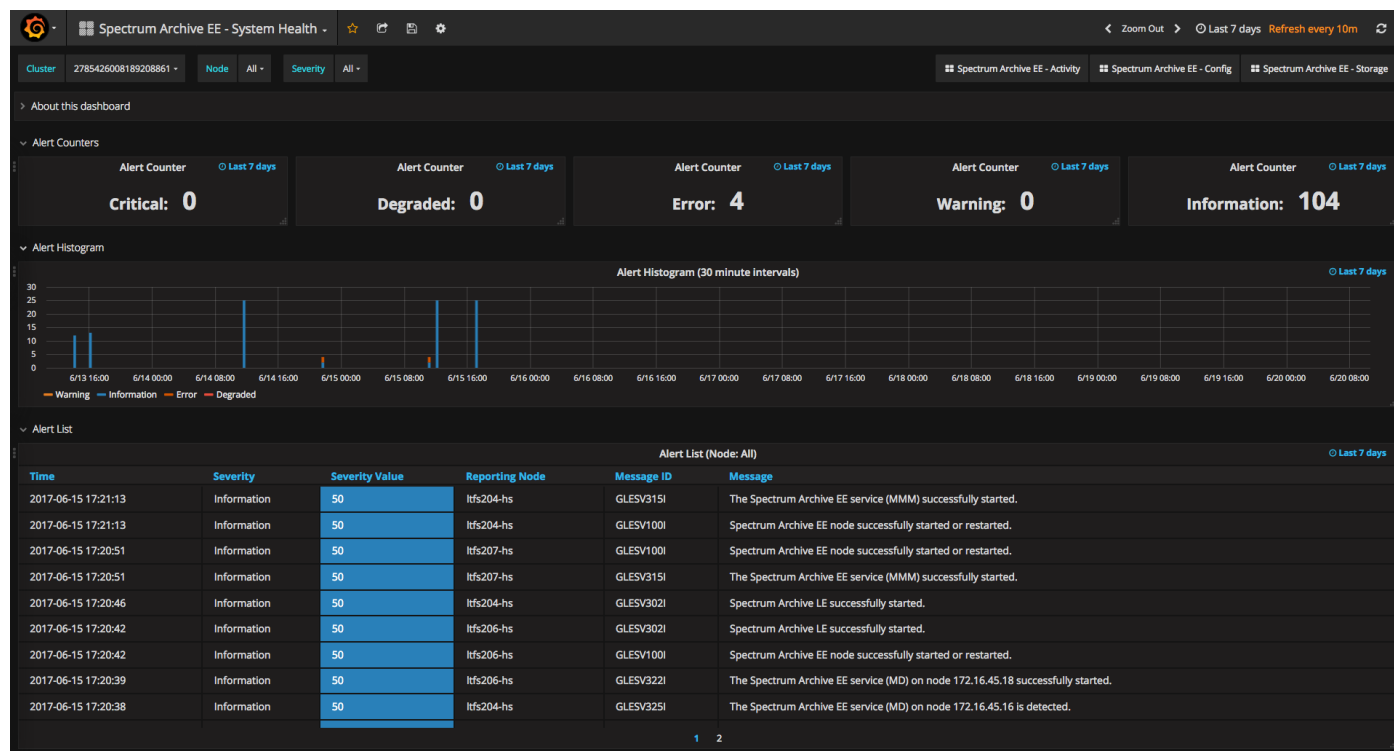 Spectrum Archive EE - System Health
Zoom Out Last 7 days Refresh every 10m
Cluster 2785426008189208861 Node All Severity All Spectrum Archive EE - Activity Spectrum Archive EE - Config Spectrum Archive EE - Storage
About this dashboard
Alert Counters
Alert Counter Last 7 days Alert Counter Last 7 days Alert Counter Last 7 days Alert Counter Last 7 days Alert Counter Last 7 days
Critical: 0 Degraded: 0 Error: 4 Warning: 0 Information: 104
Alert Histogram
Alert Histogram (30 minute intervals) Last 7 days
30
25
20
15
10
5
0
6/13 16:00 6/14 00:00 6/14 08:00 6/14 16:00 6/15 00:00 6/15 08:00 6/15 16:00 6/16 00:00 6/16 08:00 6/16 16:00 6/17 00:00 6/17 08:00 6/17 16:00 6/18 00:00 6/18 08:00 6/18 16:00 6/19 00:00 6/19 08:00 6/19 16:00 6/20 00:00 6/20 08:00
Warning Information Error Degraded
Alert List
Alert List (Node: All) Last 7 days
Time Severity Severity Value Reporting Node Message ID Message
2017-06-15 17:21:13 Information 50 ltfs204-hs GLESV315I The Spectrum Archive EE service (MMM) successfully started.
2017-06-15 17:21:13 Information 50 ltfs204-hs GLESV100I Spectrum Archive EE node successfully started or restarted.
2017-06-15 17:20:51 Information 50 ltfs207-hs GLESV100I Spectrum Archive EE node successfully started or restarted.
2017-06-15 17:20:51 Information 50 ltfs207-hs GLESV315I The Spectrum Archive EE service (MMM) successfully started.
2017-06-15 17:20:46 Information 50 ltfs204-hs GLESV302I Spectrum Archive LE successfully started.
2017-06-15 17:20:42 Information 50 ltfs206-hs GLESV302I Spectrum Archive LE successfully started.
2017-06-15 17:20:42 Information 50 ltfs206-hs GLESV100I Spectrum Archive EE node successfully started or restarted.
2017-06-15 17:20:39 Information 50 ltfs206-hs GLESV322I The Spectrum Archive EE service (MD) on node 172.16.45.18 successfully started.
2017-06-15 17:20:38 Information 50 ltfs204-hs GLESV325I The Spectrum Archive EE service (MD) on node 172.16.45.16 is detected.
1 2